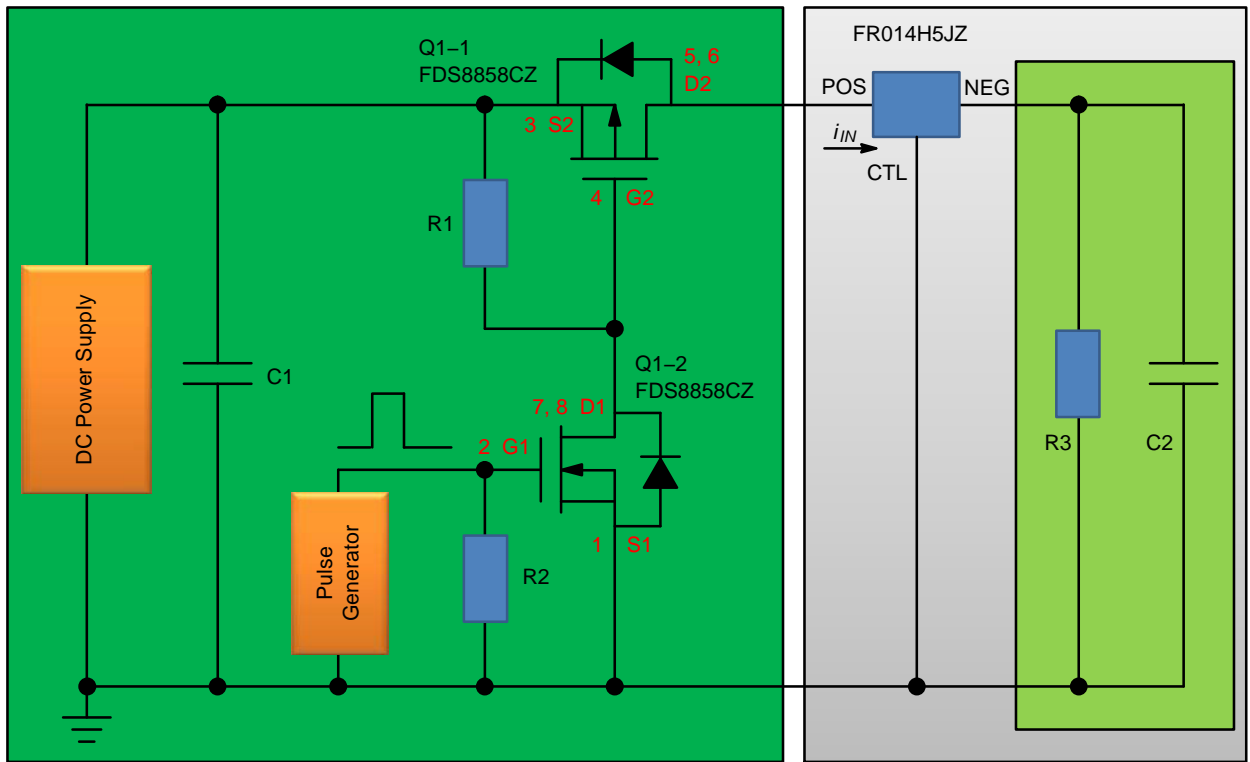 Q1–1
FDS8858CZ
5, 6
D2
3 S2
4 G2
R1
FR014H5JZ
POS
NEG
iIN
CTL
DC Power Supply
C1
Q1–2
FDS8858CZ
7, 8 D1
2 G1
1 S1
Pulse
Generator
R2
R3
C2